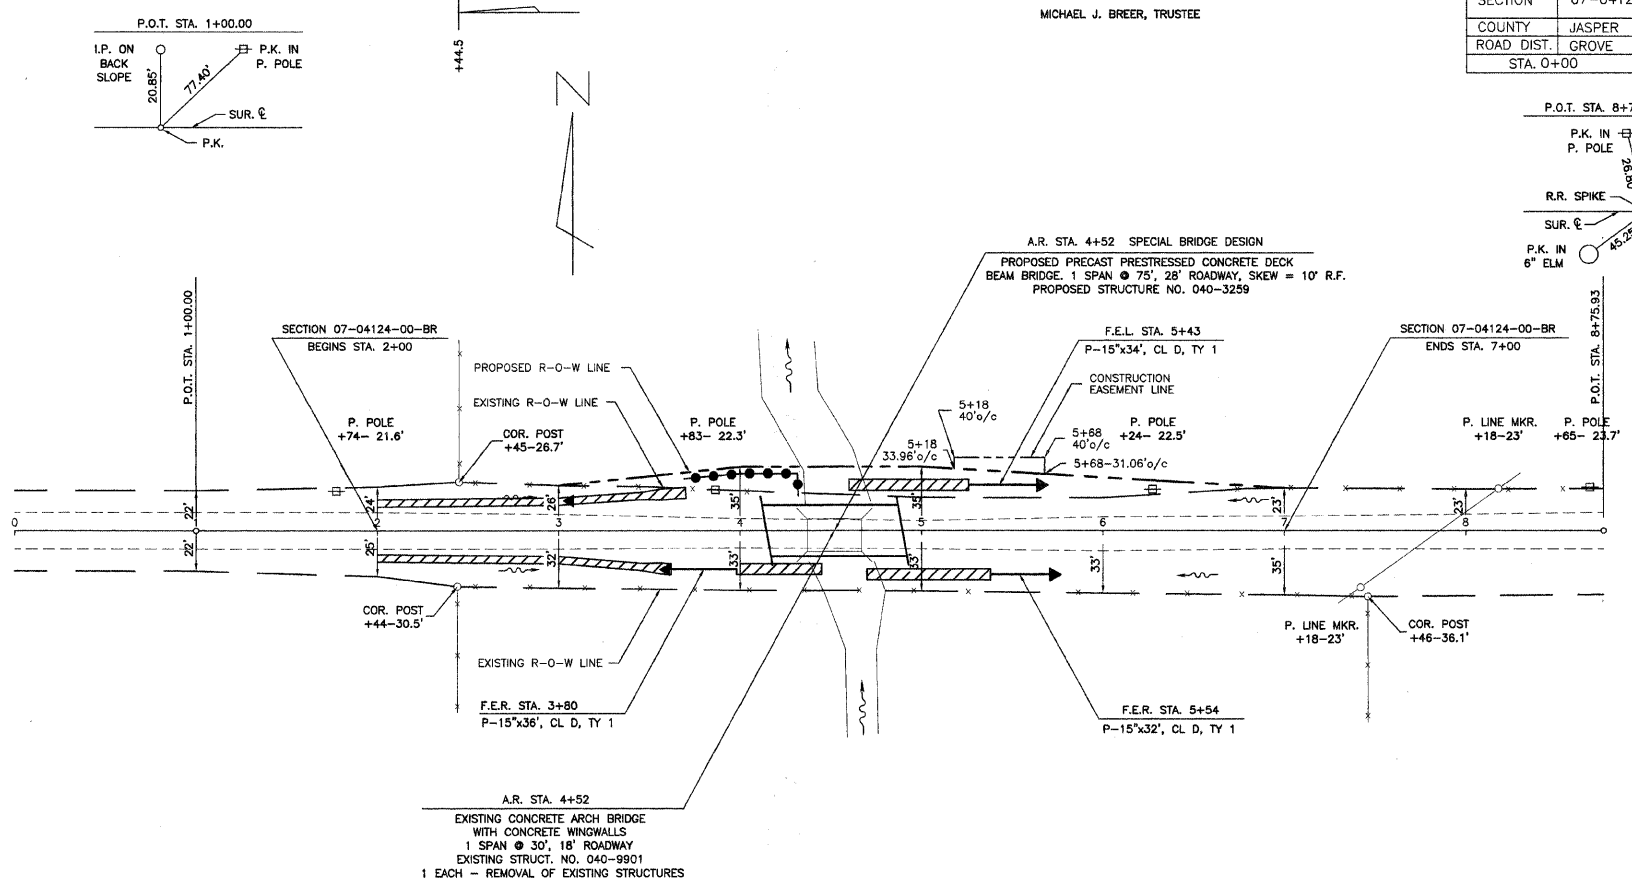 P.O.T. STA. 1+00.00
I.P. ON
BACK
SLOPE
20.85'
77.40'
P.K. IN
P. POLE
SUR. ℄
P.K.
+44.5
N
MICHAEL J. BREER, TRUSTEE
SECTION 07-0412
COUNTY JASPER
ROAD DIST. GROVE
STA. 0+00
P.O.T. STA. 8+7
P.K. IN
P. POLE
26.80
R.R. SPIKE
SUR. ℄
P.K. IN
6" ELM
45.25
A.R. STA. 4+52 SPECIAL BRIDGE DESIGN
PROPOSED PRECAST PRESTRESSED CONCRETE DECK
BEAM BRIDGE. 1 SPAN @ 75', 28' ROADWAY, SKEW = 10° R.F.
PROPOSED STRUCTURE NO. 040-3259
P.O.T. STA. 1+00.00
SECTION 07-04124-00-BR
BEGINS STA. 2+00
PROPOSED R-O-W LINE
EXISTING R-O-W LINE
F.E.L. STA. 5+43
P-15"x34', CL D, TY 1
CONSTRUCTION
EASEMENT LINE
SECTION 07-04124-00-BR
ENDS STA. 7+00
P.O.T. STA. 8+75.93
P. POLE
+74- 21.6'
COR. POST
+45-26.7'
P. POLE
+83- 22.3'
5+18
40'o/c
5+18
33.96'o/c
5+68
40'o/c
P. POLE
+24- 22.5'
5+68-31.06'o/c
P. LINE MKR.
+18-23'
P. POLE
+65- 23.7'
22'
24'
26'
35'
35'
23'
23'
0
2
3
4
5
6
7
8
22'
25'
32'
33'
33'
33'
35'
COR. POST
+44-30.5'
EXISTING R-O-W LINE
P. LINE MKR.
+18-23'
COR. POST
+46-36.1'
F.E.R. STA. 3+80
P-15"x36', CL D, TY 1
F.E.R. STA. 5+54
P-15"x32', CL D, TY 1
A.R. STA. 4+52
EXISTING CONCRETE ARCH BRIDGE
WITH CONCRETE WINGWALLS
1 SPAN @ 30', 18' ROADWAY
EXISTING STRUCT. NO. 040-9901
1 EACH - REMOVAL OF EXISTING STRUCTURES